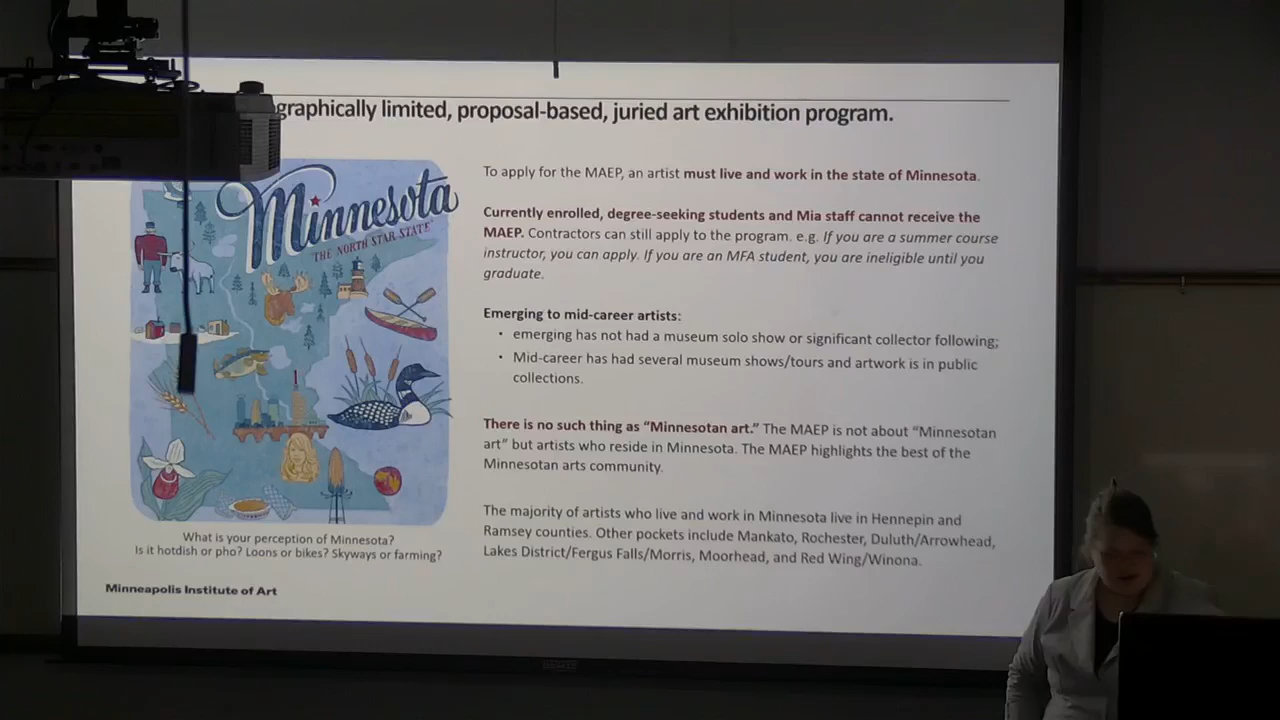 graphically limited, proposal-based, juried art exhibition program.
Minnesota
THE NORTH STAR STATE
To apply for the MAEP, an artist must live and work in the state of Minnesota.
Currently enrolled, degree-seeking students and Mia staff cannot receive the
MAEP. Contractors can still apply to the program. e.g. If you are a summer course
instructor, you can apply. If you are an MFA student, you are ineligible until you
graduate.
Emerging to mid-career artists:
• emerging has not had a museum solo show or significant collector following;
• Mid-career has had several museum shows/tours and artwork is in public
collections.
There is no such thing as “Minnesotan art.” The MAEP is not about “Minnesotan
art” but artists who reside in Minnesota. The MAEP highlights the best of the
Minnesotan arts community.
The majority of artists who live and work in Minnesota live in Hennepin and
Ramsey counties. Other pockets include Mankato, Rochester, Duluth/Arrowhead,
Lakes District/Fergus Falls/Morris, Moorhead, and Red Wing/Winona.
What is your perception of Minnesota?
Is it hotdish or pho? Loons or bikes? Skyways or farming?
Minneapolis Institute of Art